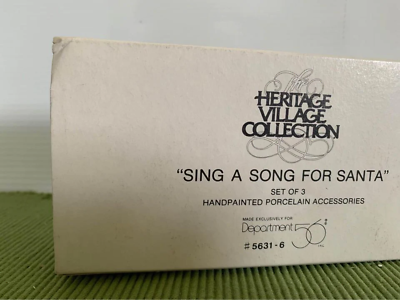 The
HERITAGE
VILLAGE
COLLECTION
"SING A SONG FOR SANTA"
SET OF 3
HANDPAINTED PORCELAIN ACCESSORIES
MADE EXCLUSIVELY FOR
Department 56
#5631-6